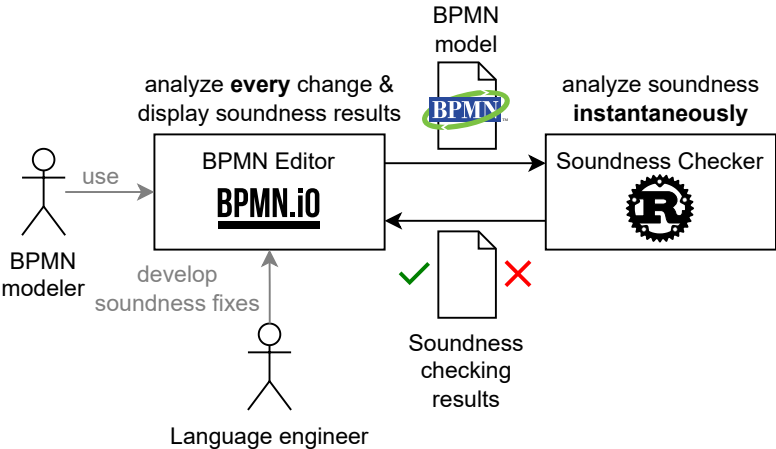 BPMN
model
analyze every change &
display soundness results
analyze soundness
instantaneously
BPMN
BPMN Editor
BPMN.iO
Soundness Checker
R
use
BPMN
modeler
develop
soundness fixes
Soundness
checking
results
Language engineer